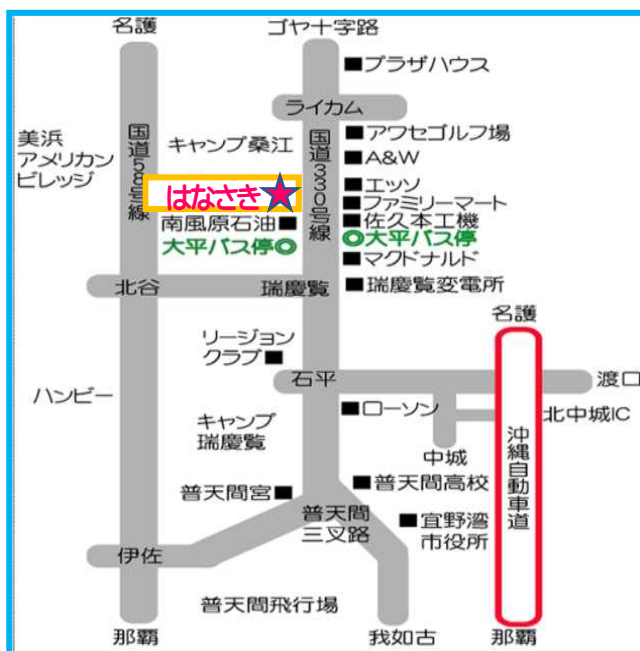 名護
ゴヤ十字路
■プラザハウス
ライカム
美浜
アメリカン
ビレッジ
国道58号線
キャンプ桑江
国道330号線
■アワセゴルフ場
■A&W
はなさき★
■エッソ
■ファミリーマート
南風原石油■
■佐久本工機
大平バス停◎
◎大平バス停
■マクドナルド
北谷
瑞慶覧
■瑞慶覧変電所
名護
リージョン
クラブ■
石平
渡口
ハンビー
■ローソン
北中城IC
キャンプ
瑞慶覧
中城
沖縄自動車道
普天間宮■
■普天間高校
普天間
三叉路
■宜野湾
市役所
伊佐
普天間飛行場
那覇
我如古
那覇